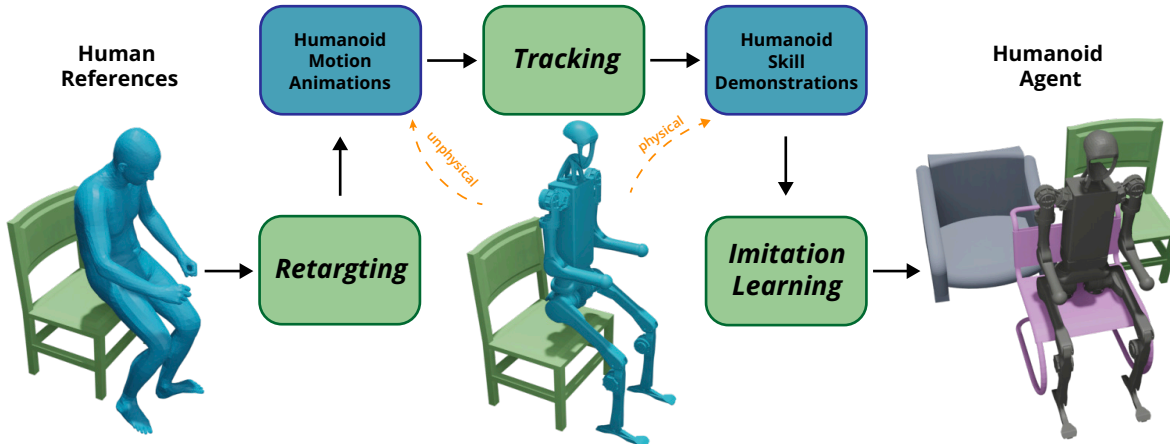 Human
References
Humanoid
Motion
Animations
Tracking
Humanoid
Skill
Demonstrations
Humanoid
Agent
unphysical
physical
Retargting
Imitation
Learning